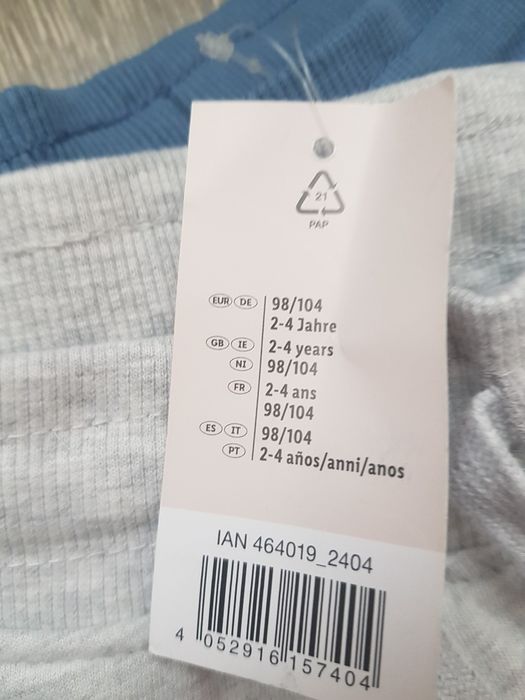 21
PAP
EUR DE 98/104
2-4 Jahre
GB IE 2-4 years
NI 98/104
FR 2-4 ans
98/104
ES IT 98/104
PT 2-4 años/anni/anos
IAN 464019_2404
4 052916 157404